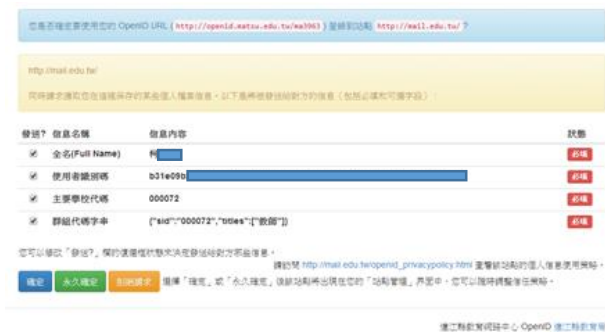 您是否確定要使用您的 OpenID URL ( http://openid.matsu.edu.tw/ma3963 ) 登錄到站點 http://mail.edu.tw/ ?
http://mail.edu.tw/
同時請求讀取您在這裡保存的某些個人檔案信息，以下是將被發送給對方的信息（包括必填和可選字段）：
發送? 信息名稱 信息内容 狀態
全名(Full Name) 必填
使用者識別碼 b31e09b 必填
主要學校代碼 000072 必填
群組代碼字串 {"sid":"000072","titles":["教師"]} 必填
您可以修改「發送?」欄的復選框狀態來決定發送給對方哪些信息。
請訪問 http://mail.edu.tw/openid_privacypolicy.html 查看該站點的個人信息使用策略。
確定 永久確定 拒絕請求 選擇「確定」或「永久確定」後該站點將出現在您的「站點管理」界面中，您可以隨時調整信任策略。
連江縣教育網路中心 OpenID